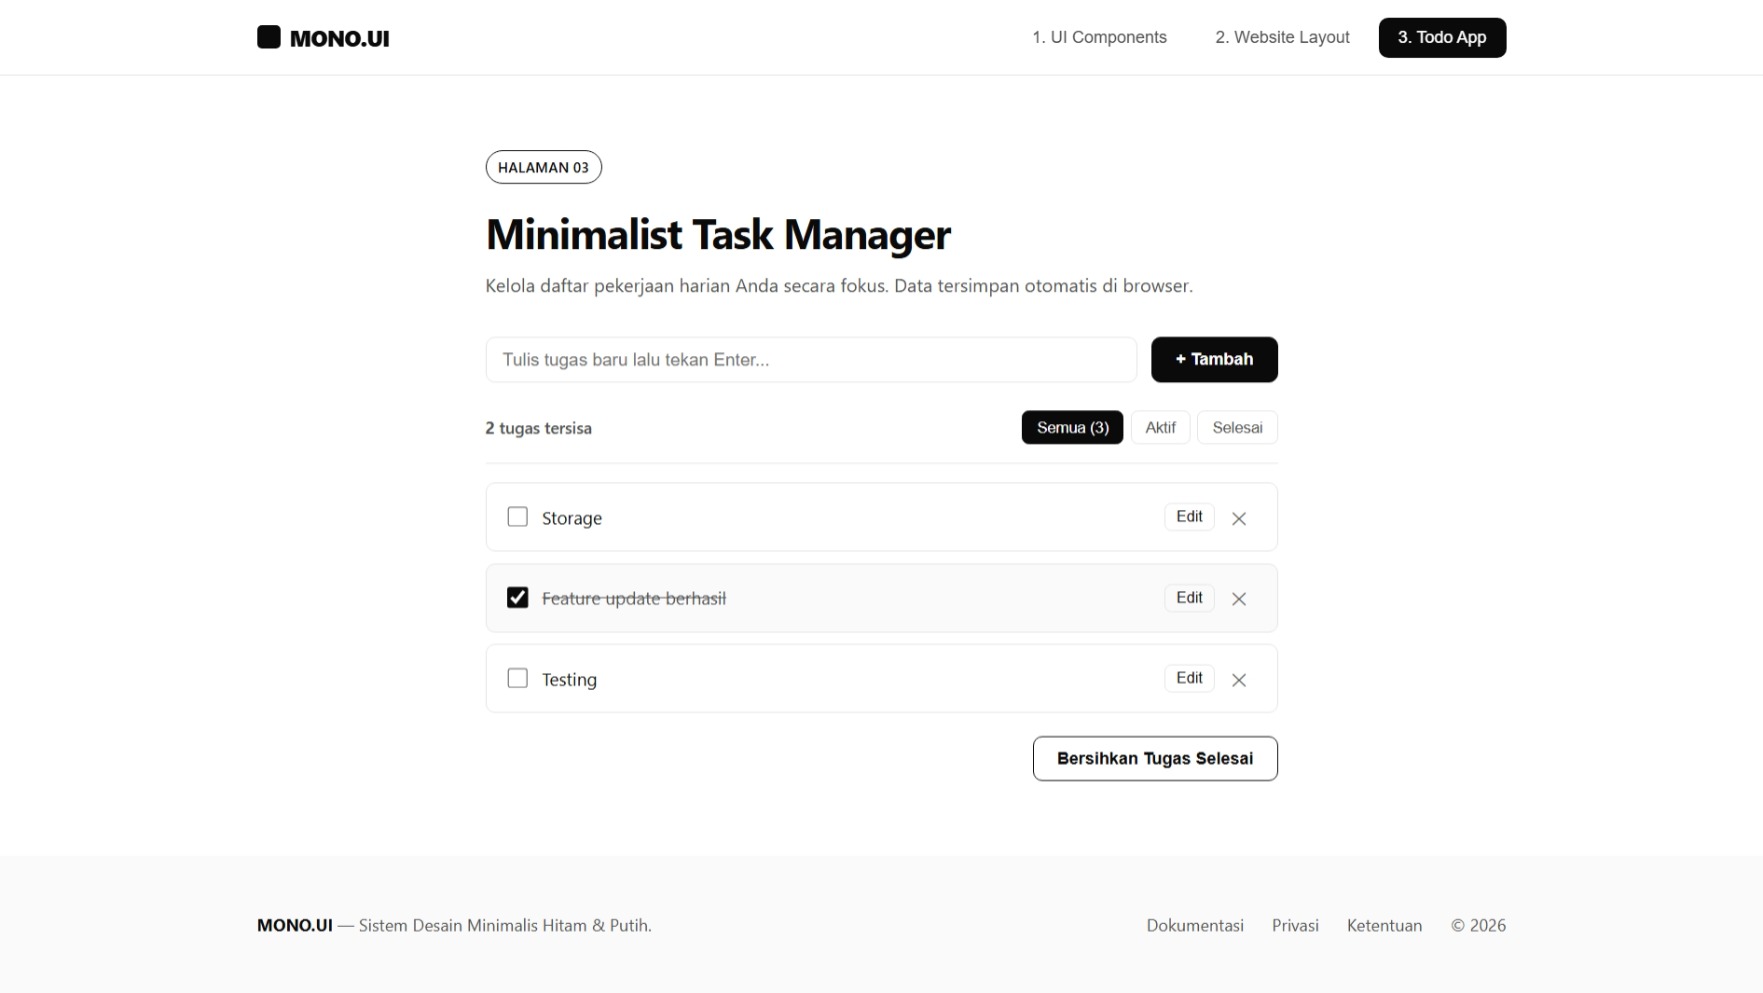 MONO.UI
1. UI Components
2. Website Layout
3. Todo App
HALAMAN 03
Minimalist Task Manager
Kelola daftar pekerjaan harian Anda secara fokus. Data tersimpan otomatis di browser.
Tulis tugas baru lalu tekan Enter...
+ Tambah
2 tugas tersisa
Semua (3)
Aktif
Selesai
Storage
Edit
Feature update berhasil
Edit
Testing
Edit
Bersihkan Tugas Selesai
MONO.UI — Sistem Desain Minimalis Hitam & Putih.
Dokumentasi
Privasi
Ketentuan
© 2026